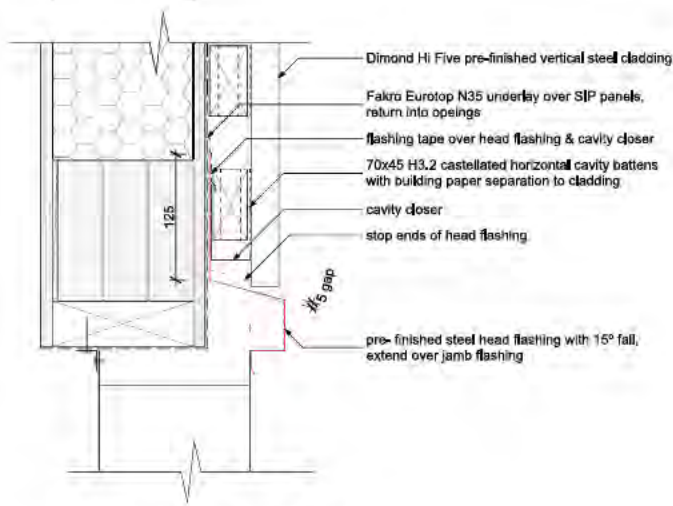 Dimond Hi Five pre-finished vertical steel cladding
Fakro Eurotop N35 underlay over SIP panels,
return into opeings
flashing tape over head flashing & cavity closer
70x45 H3.2 castellated horizontal cavity battens
with building paper separation to cladding
cavity closer
stop ends of head flashing
125
5 gap
pre- finished steel head flashing with 15° fall,
extend over jamb flashing